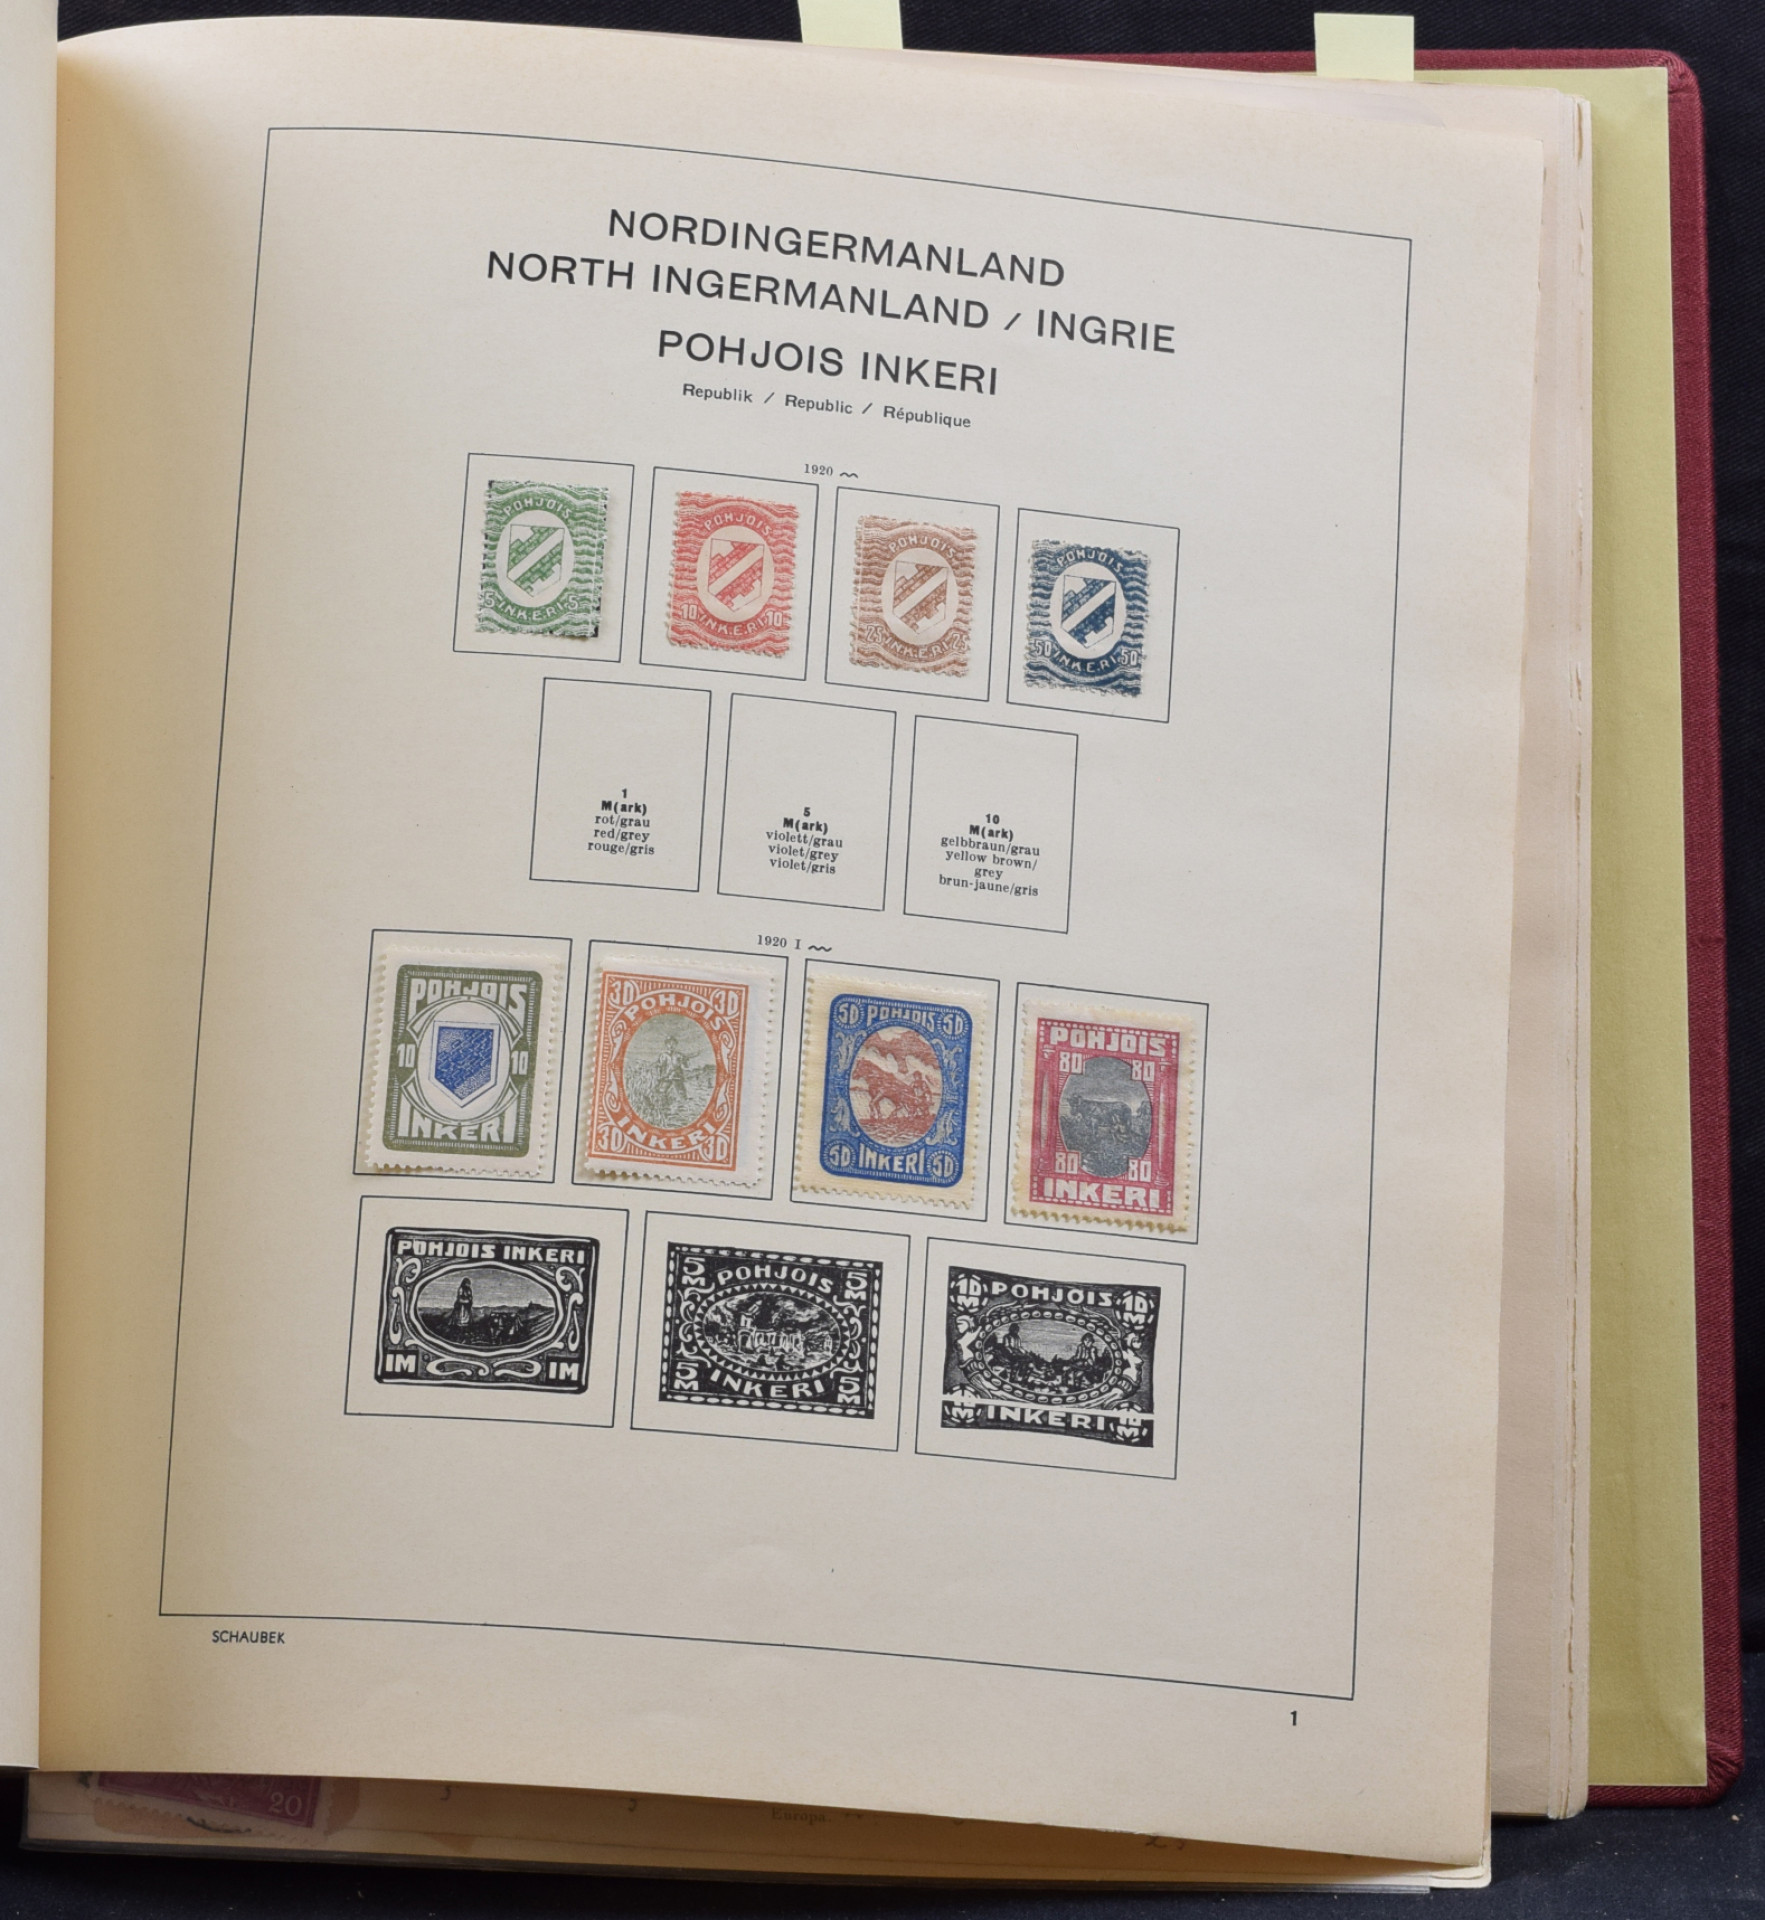 NORDINGERMANLAND
NORTH INGERMANLAND / INGRIE
POHJOIS INKERI
Republik / Republic / République
1920
POHJOIS
5 I.N.K.E.R.I. 5
POHJOIS
10 I.N.K.E.R.I. 10
POHJOIS
25 I.N.K.E.R.I. 25
POHJOIS
50 I.N.K.E.R.I. 50
1
M(ark)
rot/grau
red/grey
rouge/gris
5
M(ark)
violett/grau
violet/grey
violet/gris
10
M(ark)
gelbbraun/grau
yellow brown/
grey
brun-jaune/gris
1920 I
POHJOIS
10 10
INKERI
30 30
POHJOIS
INKERI
30 30
50 POHJOIS 50
50 INKERI 50
POHJOIS
80 80
80 80
INKERI
POHJOIS INKERI
1M 1M
5M POHJOIS 5M
5M INKERI 5M
10M POHJOIS 10M
10M INKERI 10M
SCHAUBEK
1
20
Europa.